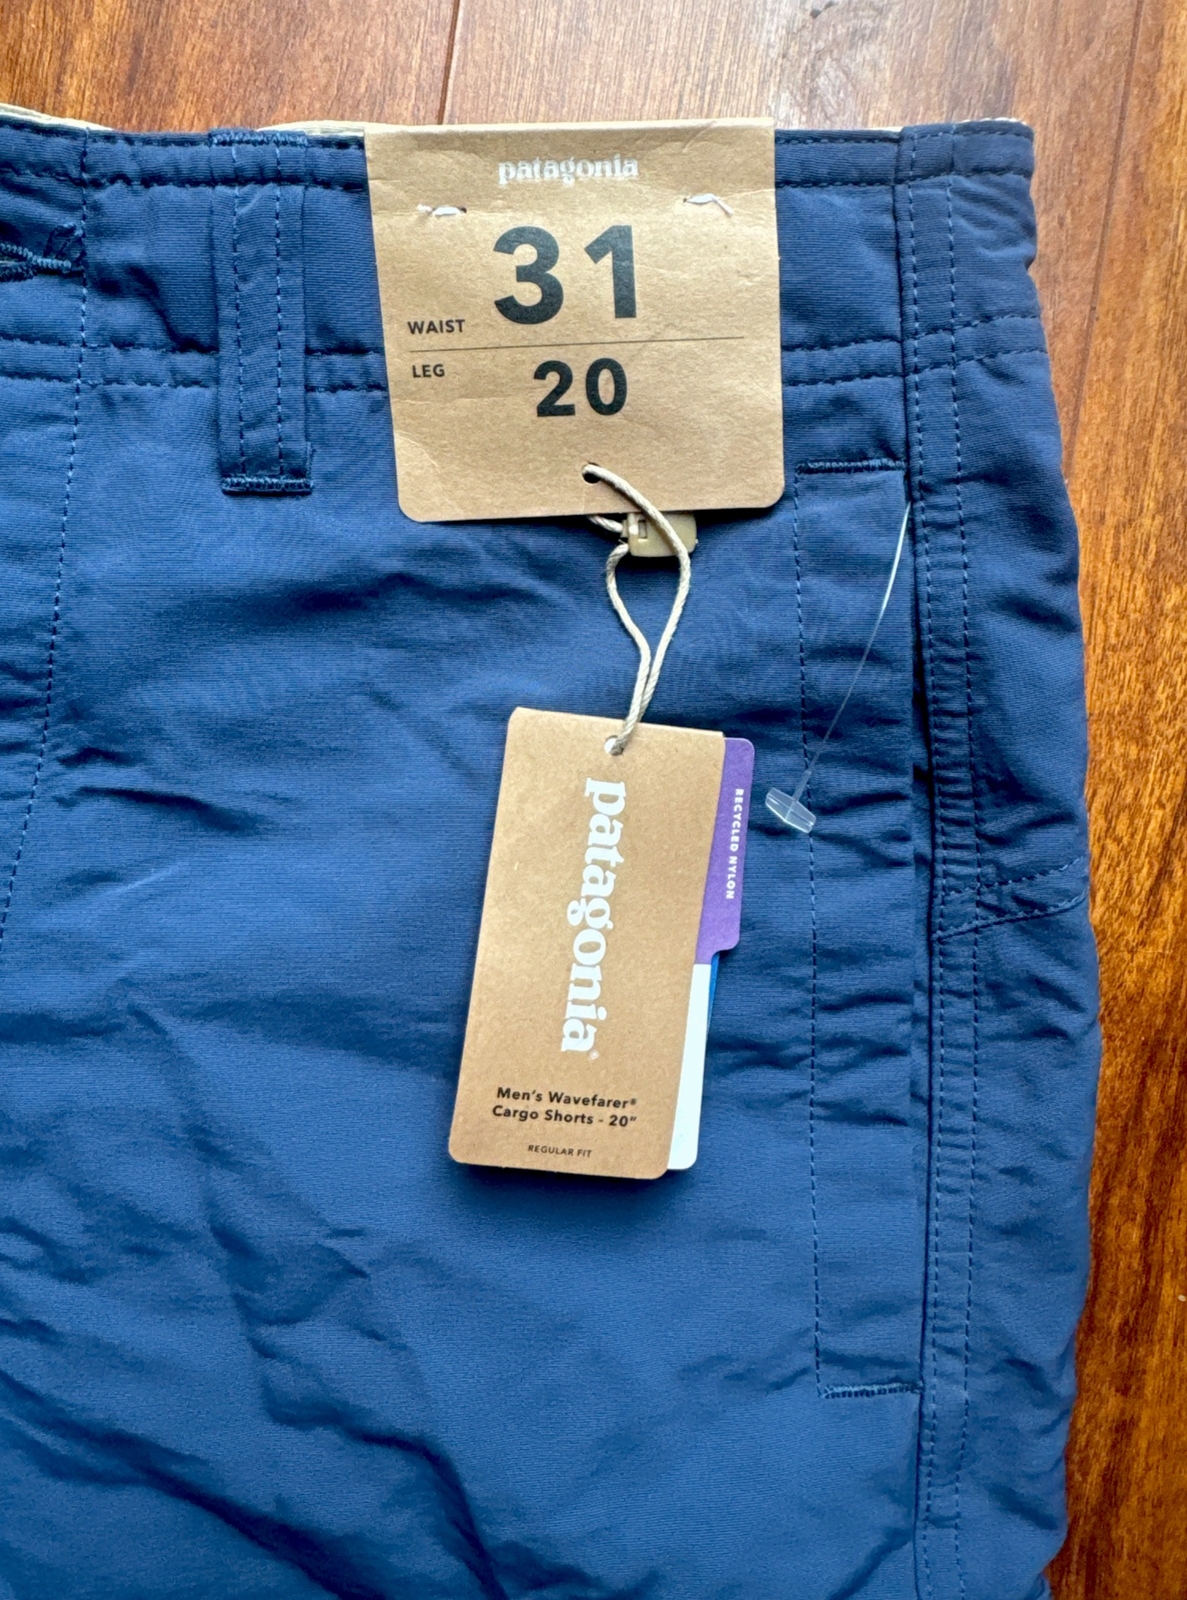 patagonia
31
WAIST
LEG
20
patagonia®
RECYCLED NYLON
Men's Wavefarer®
Cargo Shorts - 20"
REGULAR FIT